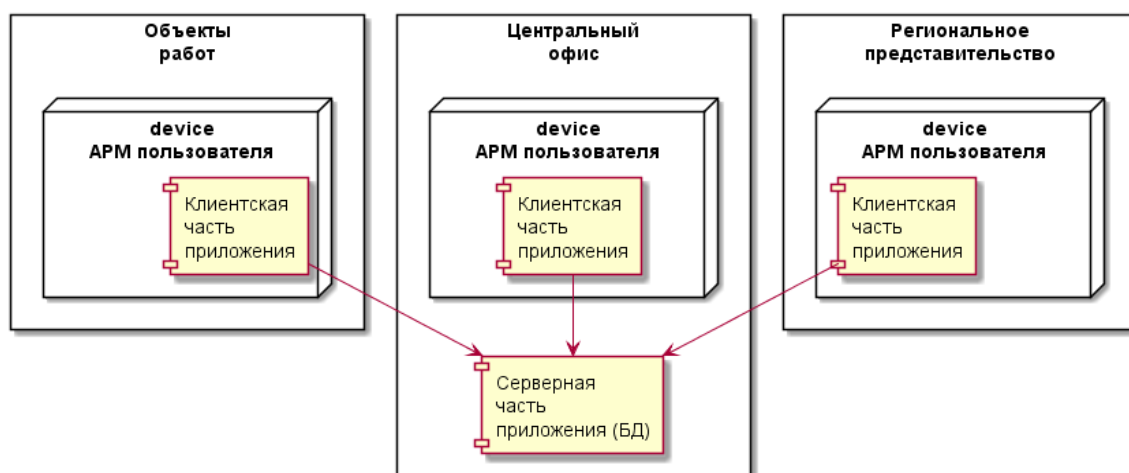 Объекты
работ
Центральный
офис
Региональное
представительство
device
АРМ пользователя
device
АРМ пользователя
device
АРМ пользователя
Клиентская
часть
приложения
Клиентская
часть
приложения
Клиентская
часть
приложения
Серверная
часть
приложения (БД)